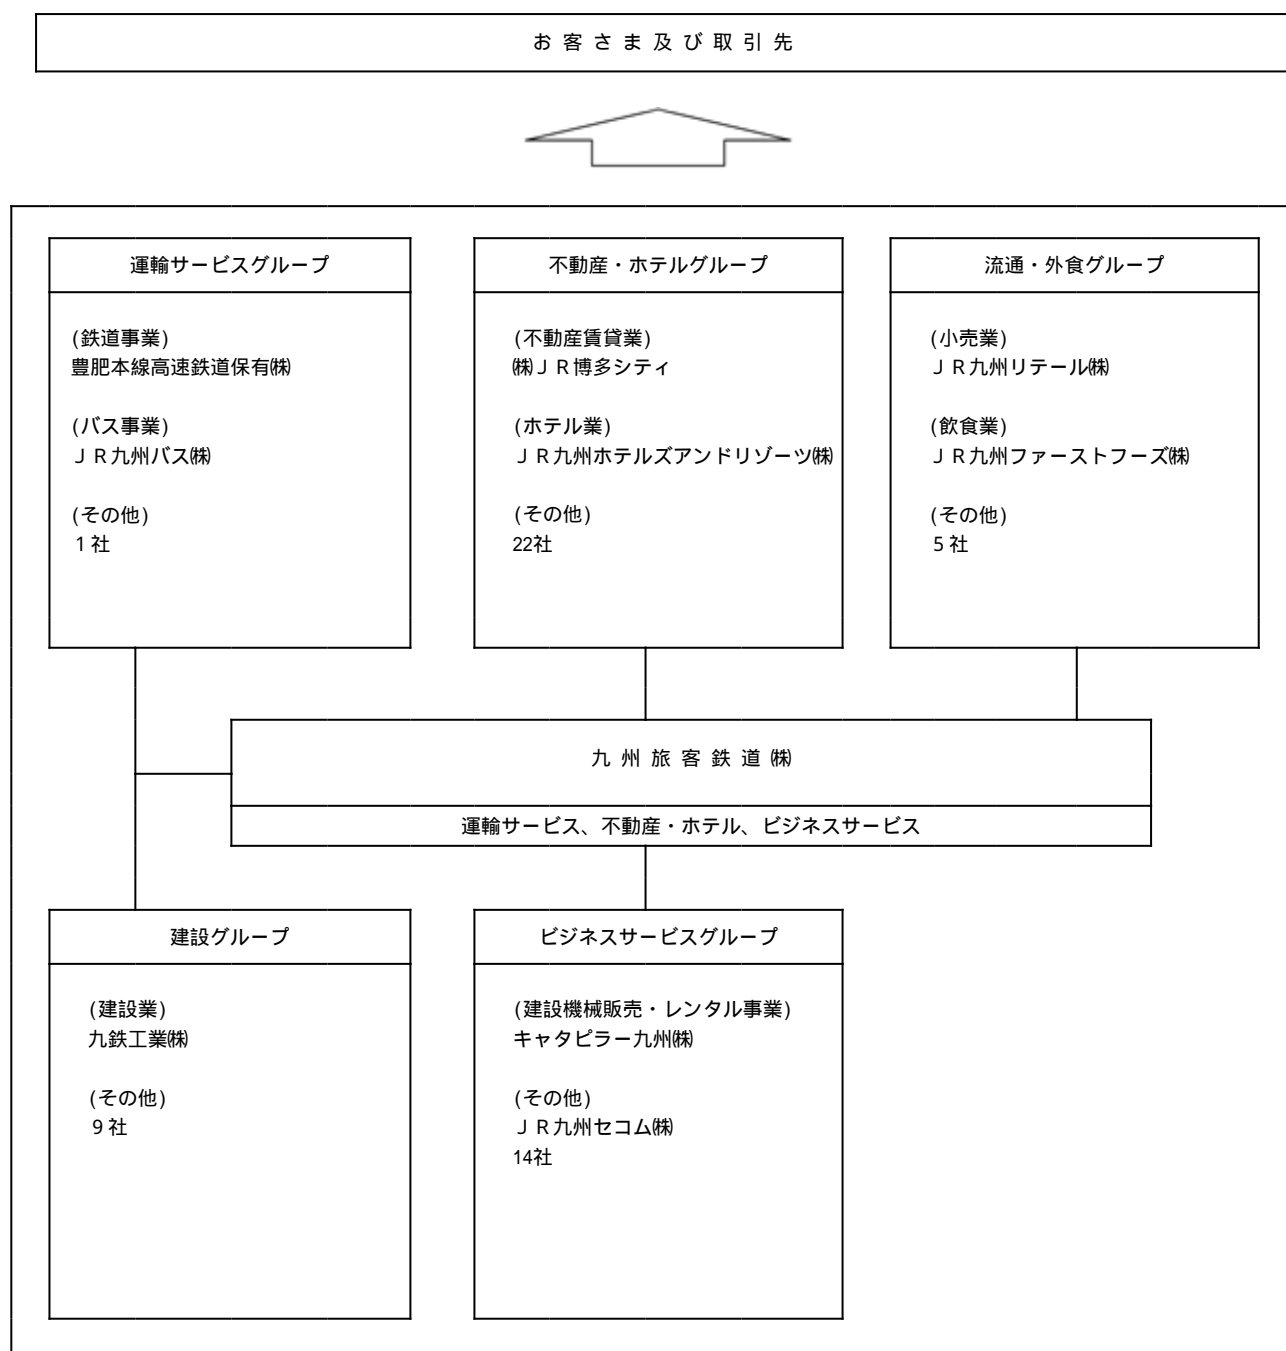 お客さま及び取引先
運輸サービスグループ
(鉄道事業)
豊肥本線高速鉄道保有㈱
(バス事業)
ＪＲ九州バス㈱
(その他)
1社
不動産・ホテルグループ
(不動産賃貸業)
㈱ＪＲ博多シティ
(ホテル業)
ＪＲ九州ホテルズアンドリゾーツ㈱
(その他)
22社
流通・外食グループ
(小売業)
ＪＲ九州リテール㈱
(飲食業)
ＪＲ九州ファーストフーズ㈱
(その他)
5社
九州旅客鉄道㈱
運輸サービス、不動産・ホテル、ビジネスサービス
建設グループ
(建設業)
九鉄工業㈱
(その他)
9社
ビジネスサービスグループ
(建設機械販売・レンタル事業)
キャタピラー九州㈱
(その他)
ＪＲ九州セコム㈱
14社